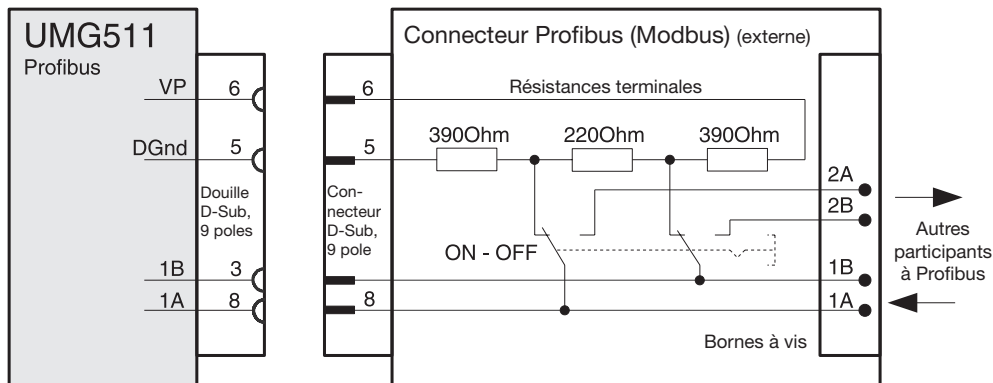 UMG511
Profibus
VP 6
DGnd 5
Douille
D-Sub,
9 poles
1B 3
1A 8
6
5
Con-
necteur
D-Sub,
9 pole
8
Connecteur Profibus (Modbus) (externe)
Résistances terminales
390Ohm 220Ohm 390Ohm
ON - OFF
2A
2B
1B
1A
Bornes à vis
Autres
participants
à Profibus